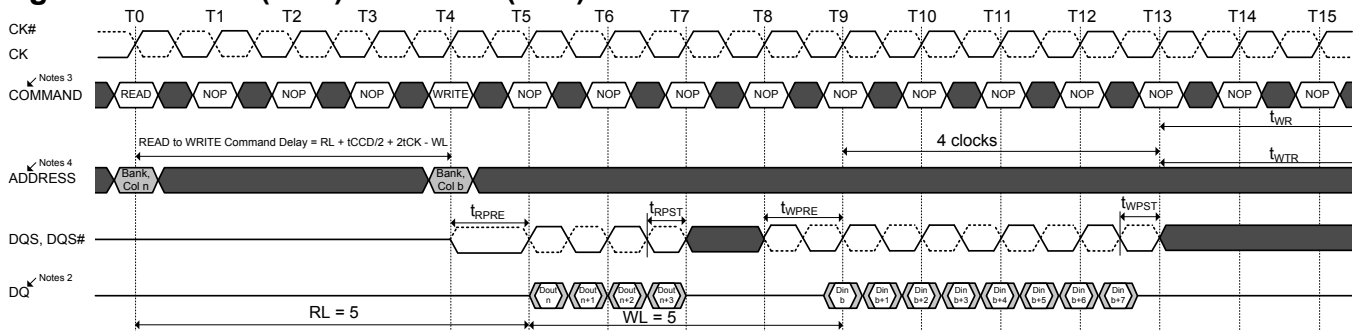 T0 T1 T2 T3 T4 T5 T6 T7 T8 T9 T10 T11 T12 T13 T14 T15
CK#
CK
Notes 3
COMMAND READ NOP NOP NOP WRITE NOP NOP NOP NOP NOP NOP NOP NOP NOP NOP NOP
READ to WRITE Command Delay = RL + tCCD/2 + 2tCK - WL
4 clocks
tWR
tWTR
Notes 4
ADDRESS
Bank, Col n
Bank, Col b
tRPRE tRPST tWPRE tWPST
DQS, DQS#
Notes 2
DQ
Dout n
Dout n+1
Dout n+2
Dout n+3
Din b
Din b+1
Din b+2
Din b+3
Din b+4
Din b+5
Din b+6
Din b+7
RL = 5 WL = 5